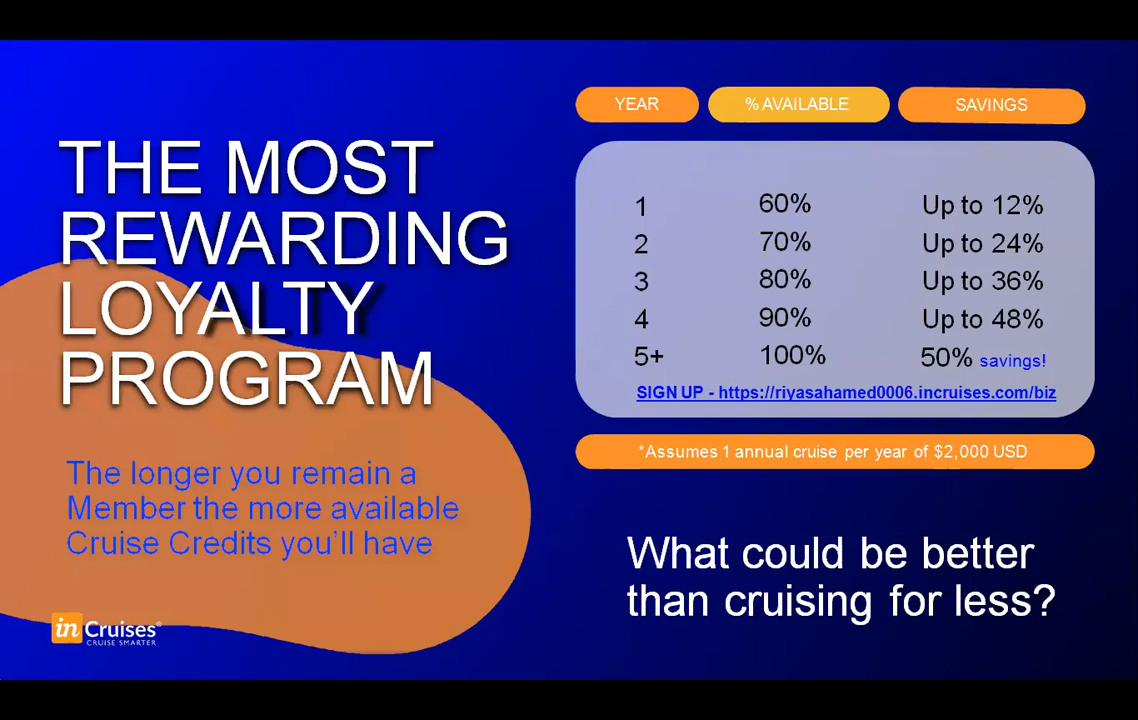 THE MOST
REWARDING
LOYALTY
PROGRAM
The longer you remain a
Member the more available
Cruise Credits you'll have
in Cruises®
CRUISE SMARTER
YEAR % AVAILABLE SAVINGS
1 60% Up to 12%
2 70% Up to 24%
3 80% Up to 36%
4 90% Up to 48%
5+ 100% 50% savings!
SIGN UP - https://riyasahamed0006.incruises.com/biz
*Assumes 1 annual cruise per year of $2,000 USD
What could be better
than cruising for less?